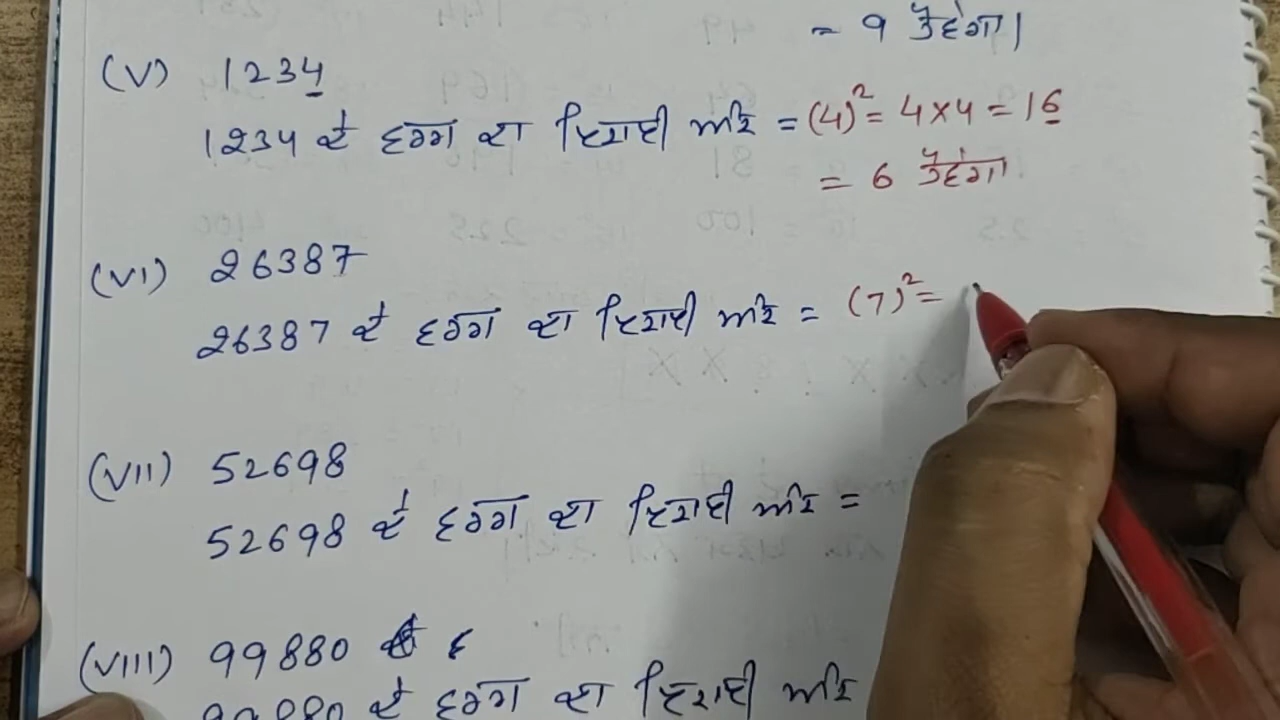 = 9 ਹੋਵੇਗਾ।
(V) 1234
1234 ਦੇ ਵਰਗ ਦਾ ਇਕਾਈ ਅੰਕ = (4)² = 4×4 = 16
= 6 ਹੋਵੇਗਾ
(VI) 26387
26387 ਦੇ ਵਰਗ ਦਾ ਇਕਾਈ ਅੰਕ = (7)² =
(VII) 52698
52698 ਦੇ ਵਰਗ ਦਾ ਇਕਾਈ ਅੰਕ =
(VIII) 99880
99880 ਦੇ ਵਰਗ ਦਾ ਇਕਾਈ ਅੰਕ